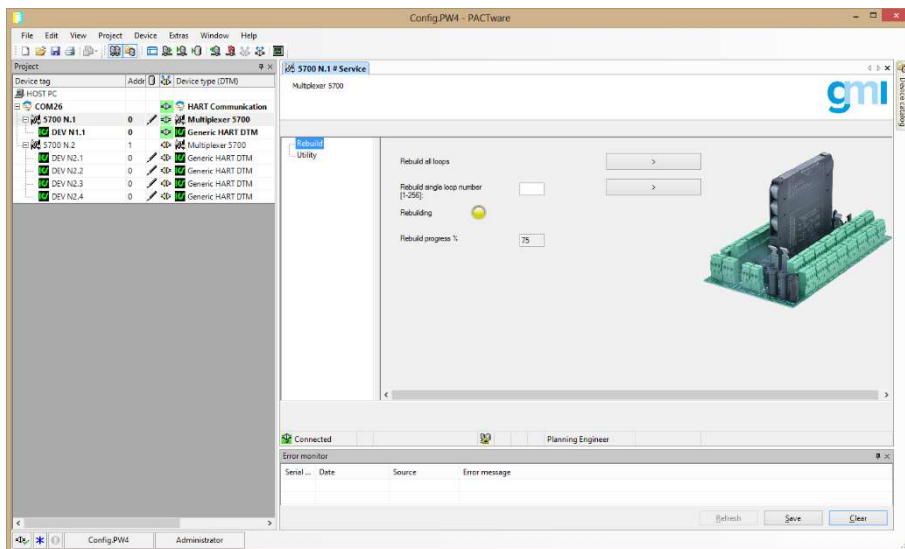 Config.PW4 - PACTware
File Edit View Project Device Extras Window Help
Project
5700 N.1 # Service
Device tag Addr Device type (DTM)
HOST PC
COM26 HART Communication
5700 N.1 0 Multiplexer 5700
DEV N1.1 0 Generic HART DTM
5700 N.2 1 Multiplexer 5700
DEV N2.1 0 Generic HART DTM
DEV N2.2 0 Generic HART DTM
DEV N2.3 0 Generic HART DTM
DEV N2.4 0 Generic HART DTM
Multiplexer 5700
gmi
Device catalog
Rebuild
Utility
Rebuild all loops >
Rebuild single loop number
[1-256]: >
Rebuilding
Rebuild progress % 75
< >
Connected Planning Engineer
Error monitor
Serial ... Date Source Error message
Refresh Save Clear
< >
Config.PW4 Administrator